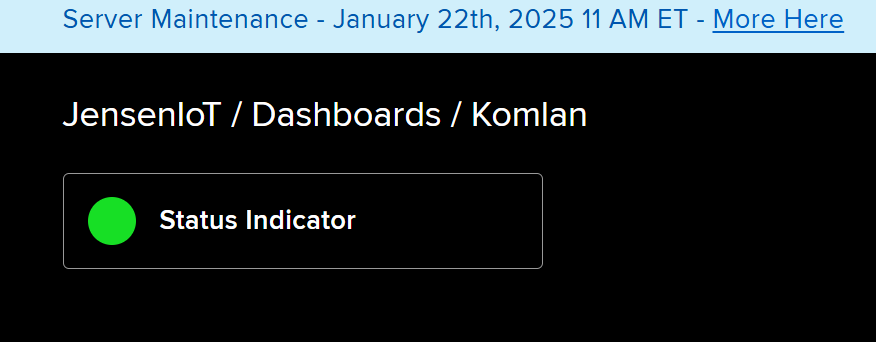 Server Maintenance - January 22th, 2025 11 AM ET - More Here
JensenIoT / Dashboards / Komlan
Status Indicator